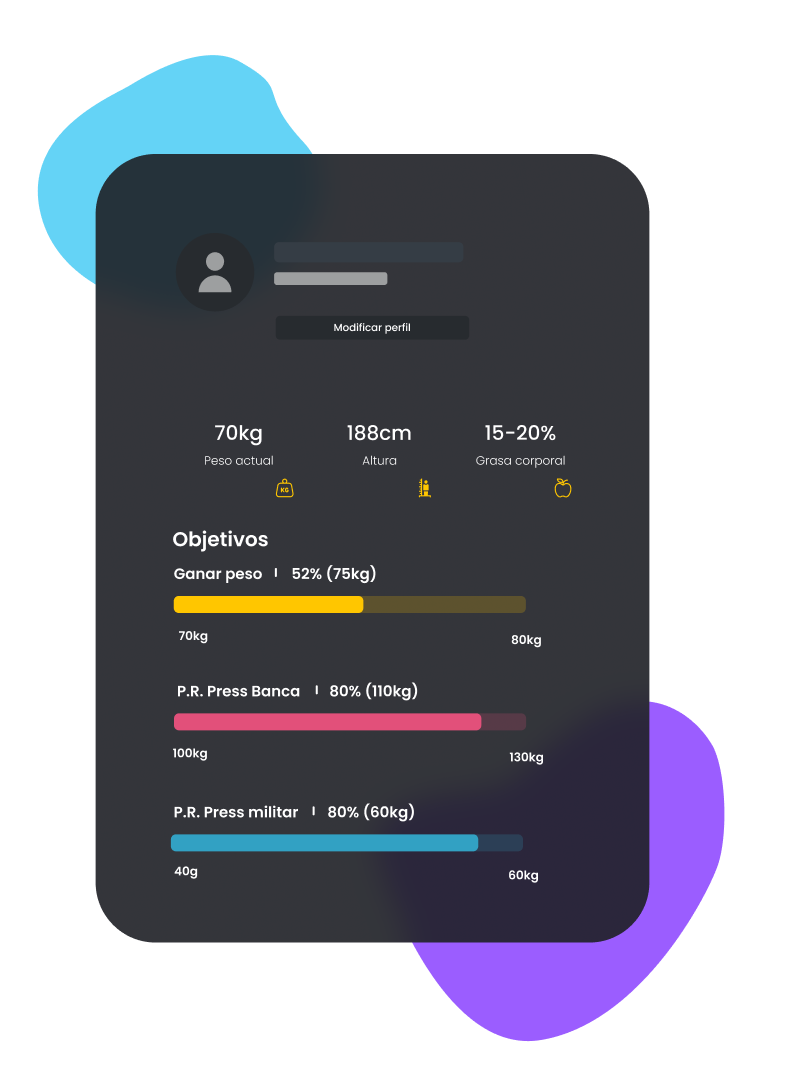 Modificar perfil
70kg 188cm 15-20%
Peso actual Altura Grasa corporal
KG
Objetivos
Ganar peso | 52% (75kg)
70kg 80kg
P.R. Press Banca | 80% (110kg)
100kg 130kg
P.R. Press militar | 80% (60kg)
40g 60kg